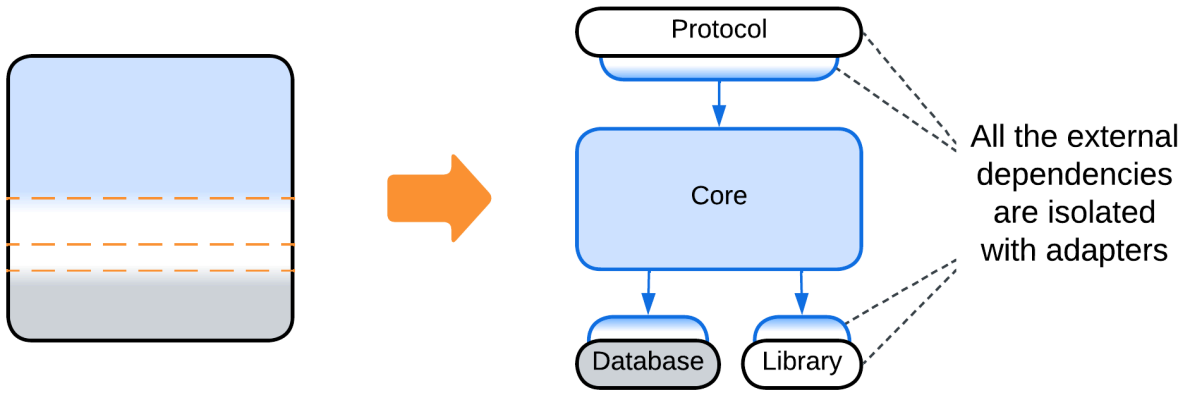 Protocol
Core
All the external
dependencies
are isolated
with adapters
Database
Library